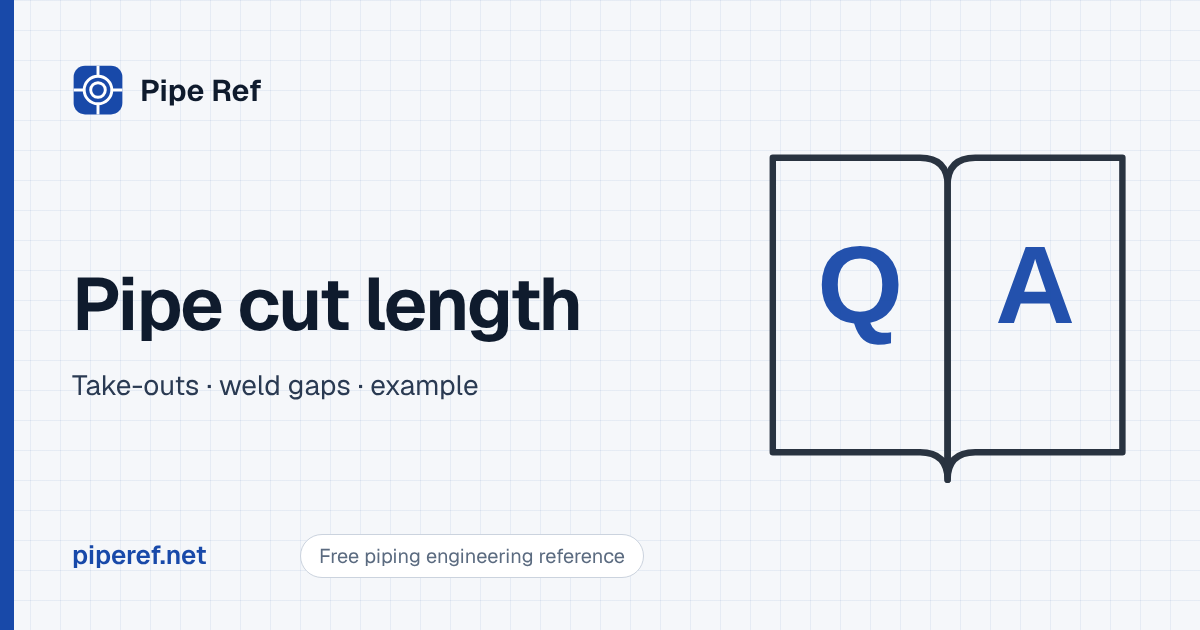 Pipe Ref
Pipe cut length
Take-outs · weld gaps · example
Q A
piperef.net
Free piping engineering reference